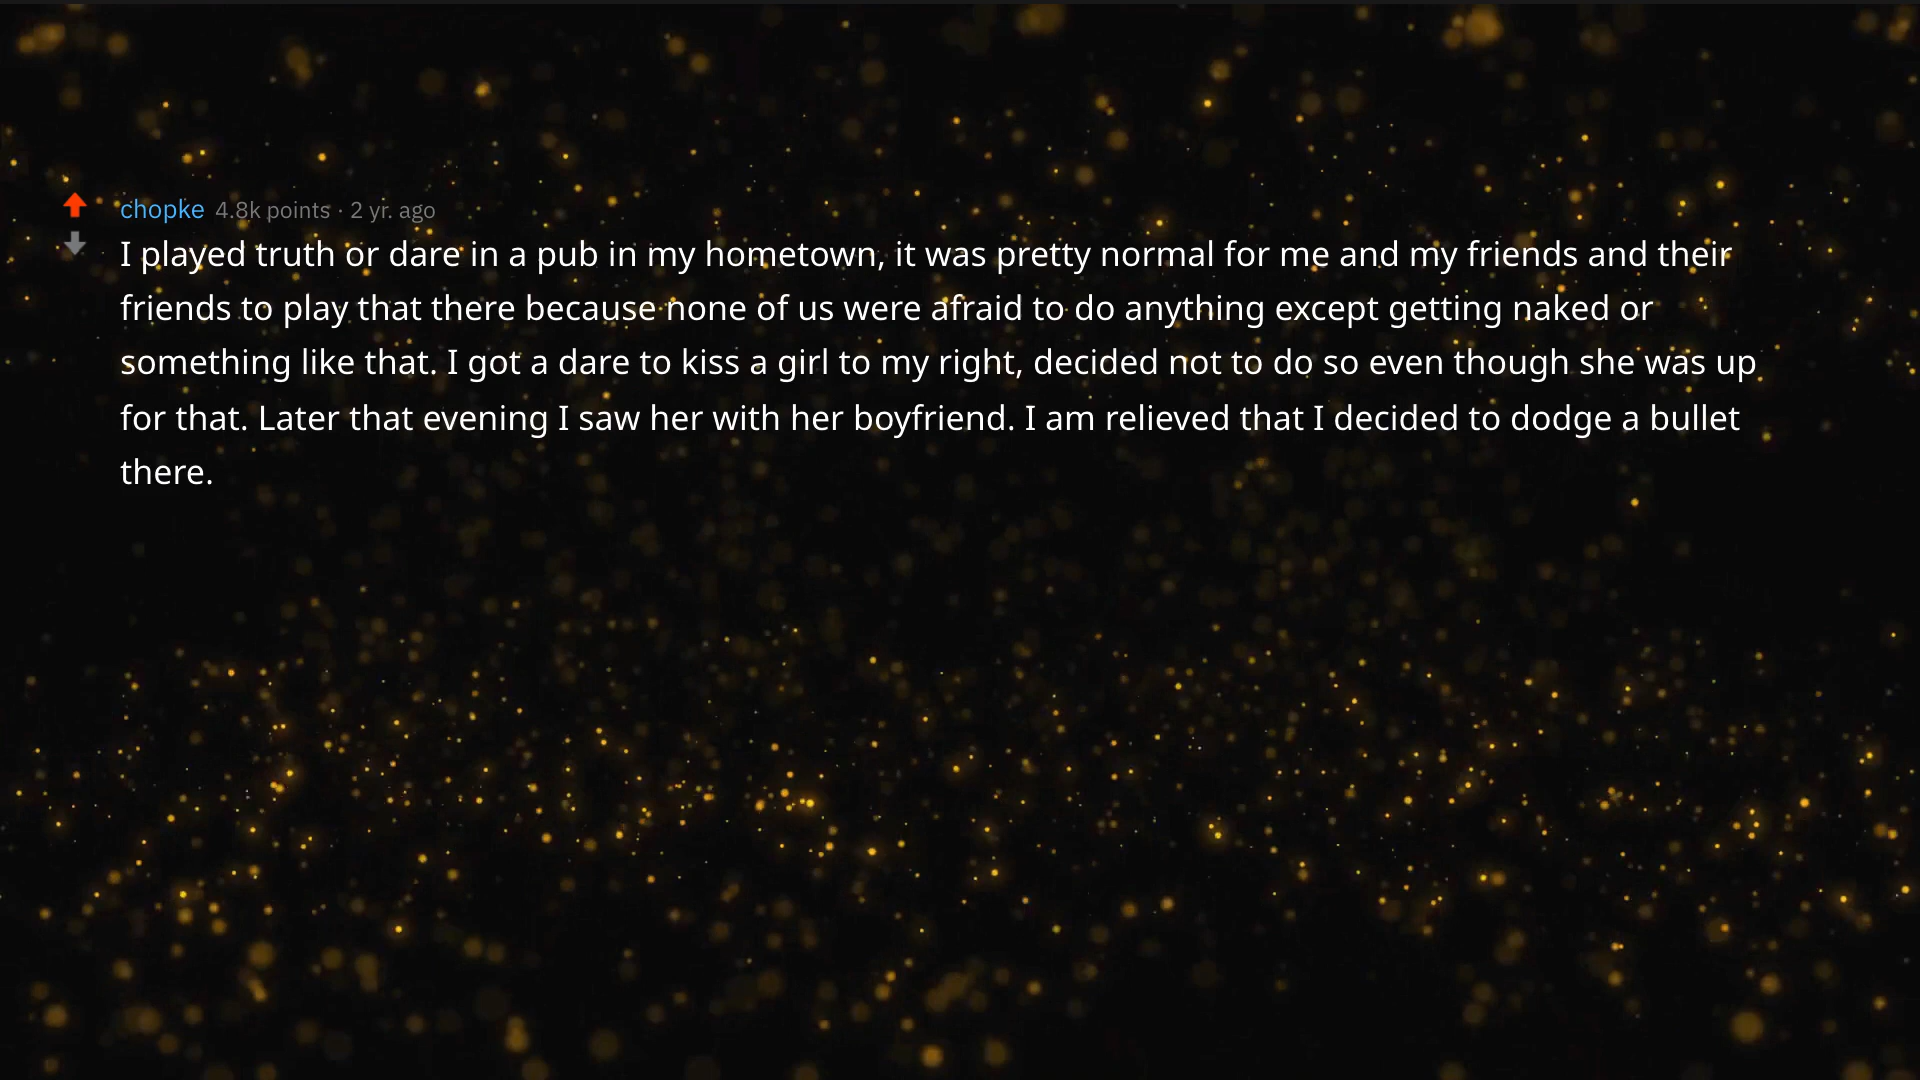 chopke 4.8k points · 2 yr. ago
I played truth or dare in a pub in my hometown, it was pretty normal for me and my friends and their
friends to play that there because none of us were afraid to do anything except getting naked or
something like that. I got a dare to kiss a girl to my right, decided not to do so even though she was up
for that. Later that evening I saw her with her boyfriend. I am relieved that I decided to dodge a bullet
there.